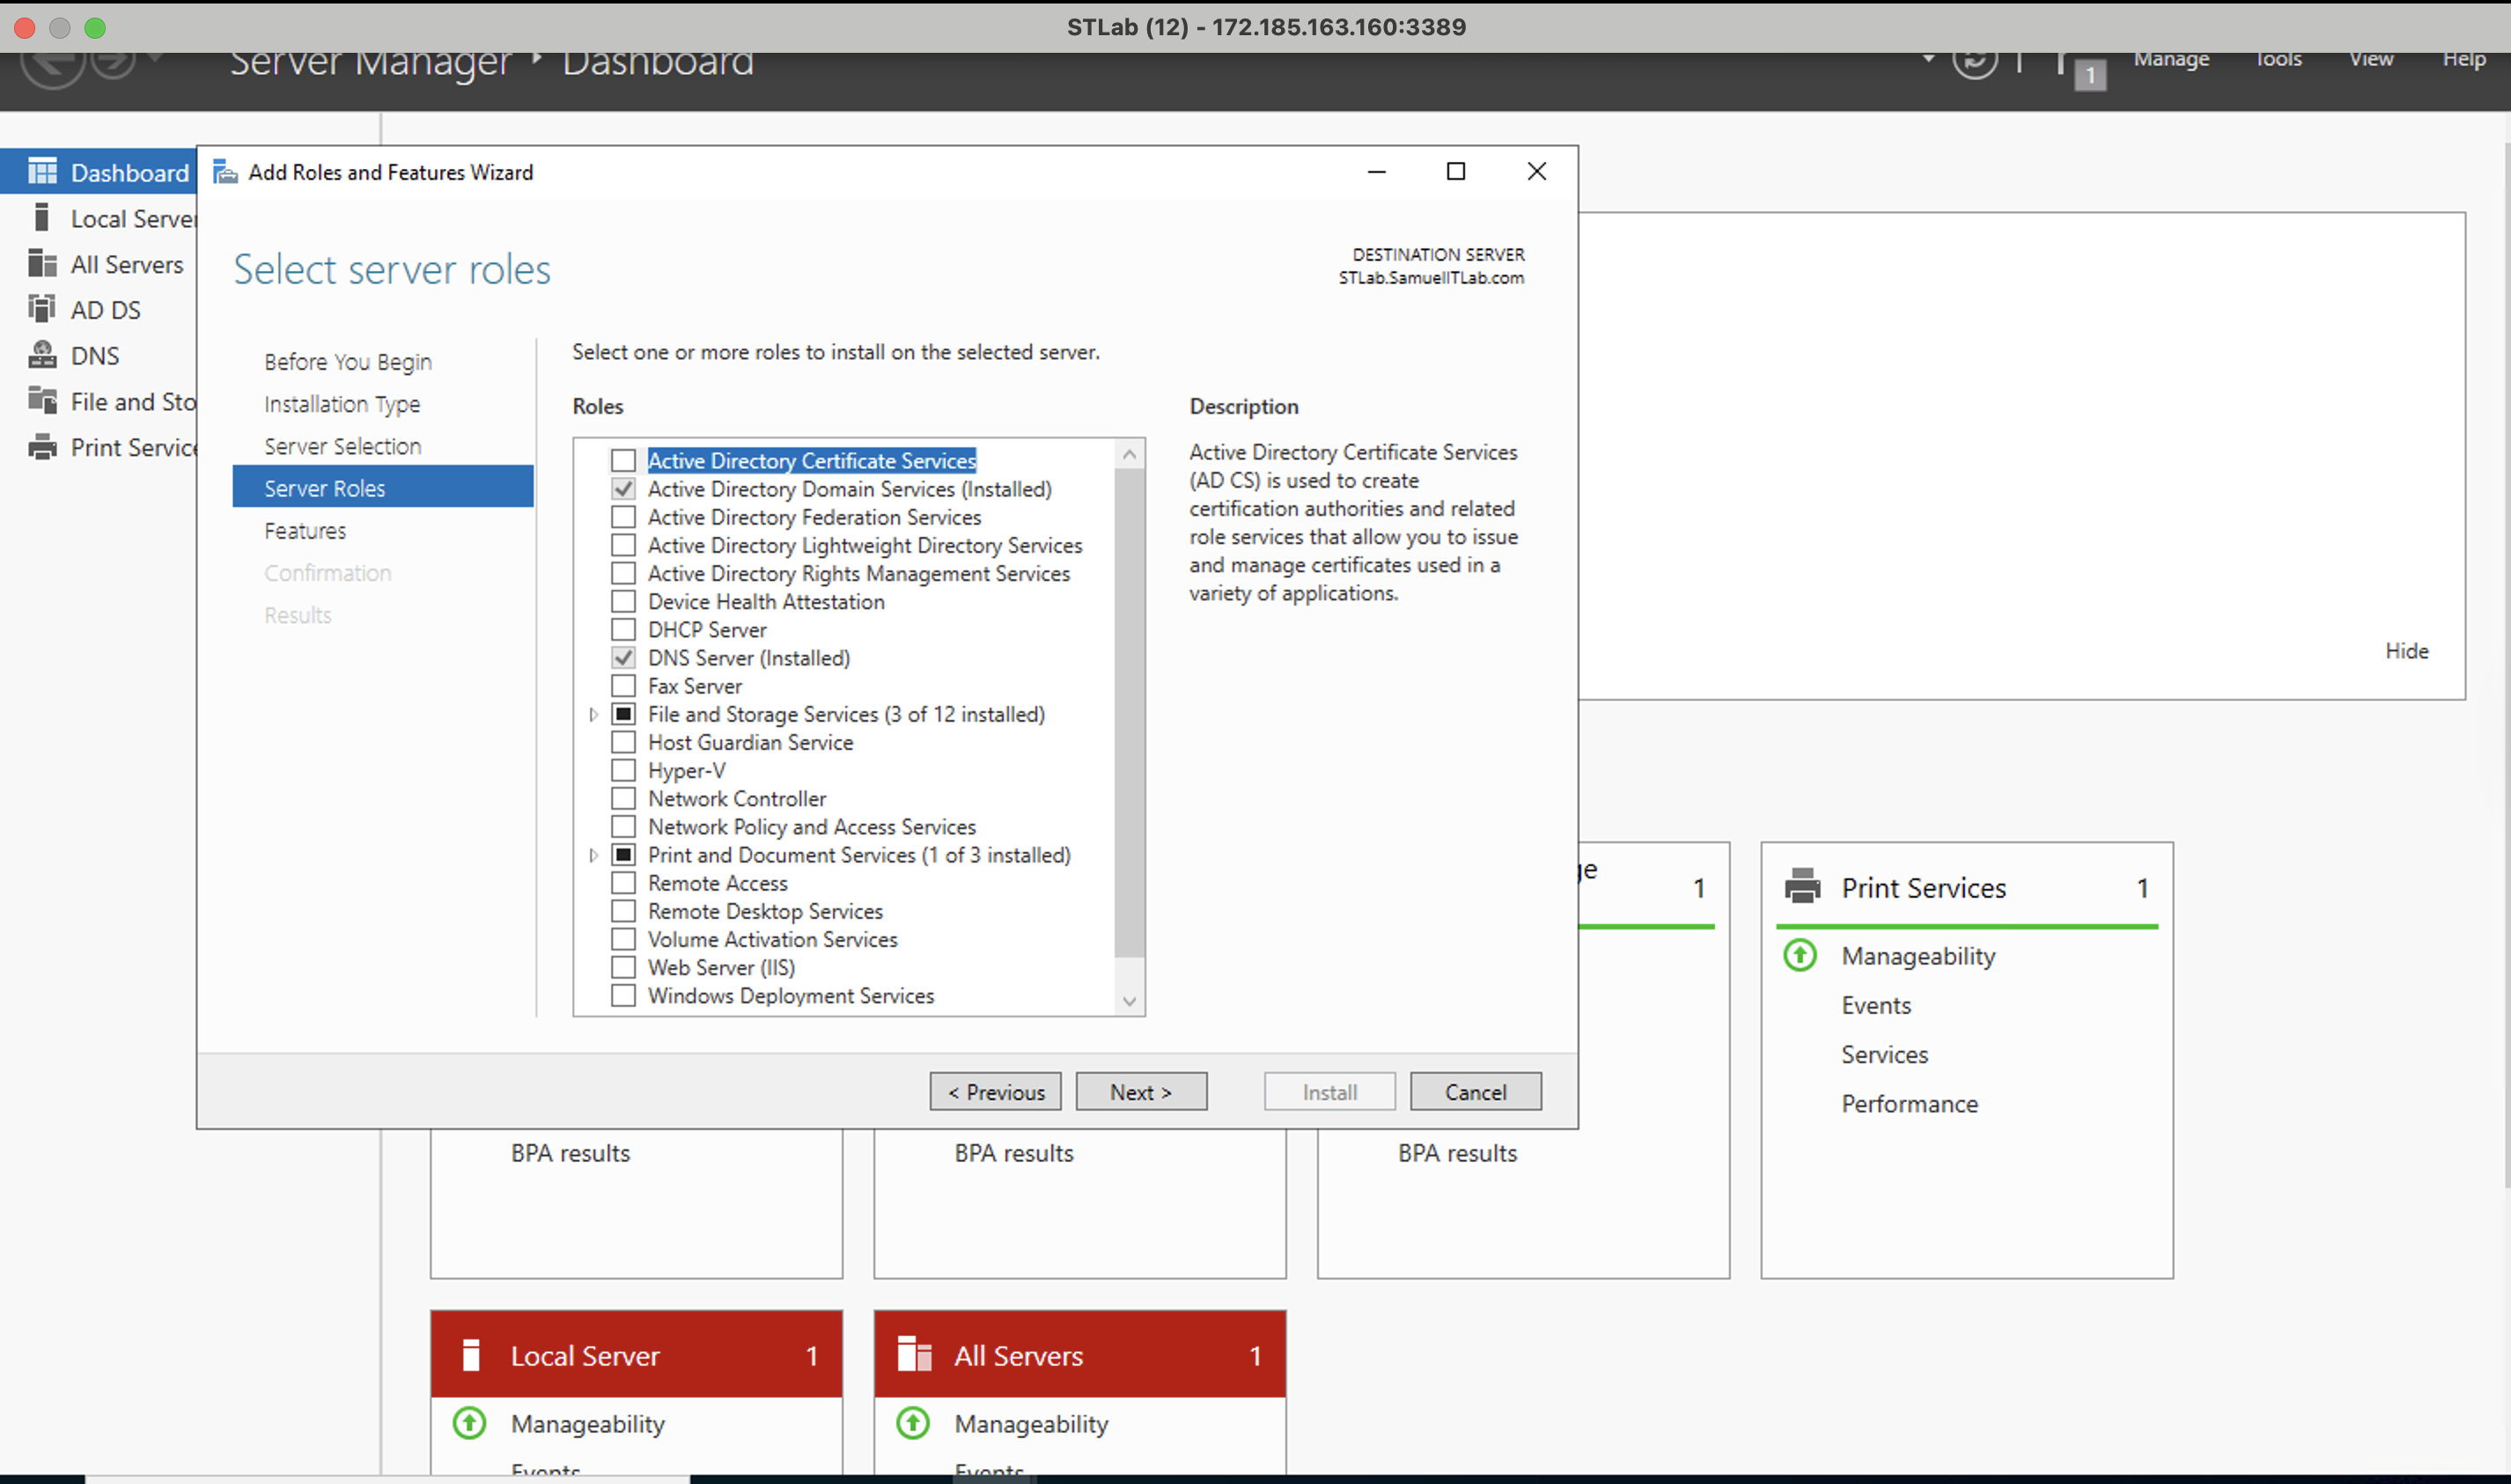 STLab (12) - 172.185.163.160:3389
Server Manager ‣ Dashboard
1
Manage
Tools
View
Help
Dashboard
Local Server
All Servers
AD DS
DNS
File and Sto
Print Service
Add Roles and Features Wizard
Select server roles
DESTINATION SERVER
STLab.SamuelITLab.com
Before You Begin
Installation Type
Server Selection
Server Roles
Features
Confirmation
Results
Select one or more roles to install on the selected server.
Roles
Active Directory Certificate Services
Active Directory Domain Services (Installed)
Active Directory Federation Services
Active Directory Lightweight Directory Services
Active Directory Rights Management Services
Device Health Attestation
DHCP Server
DNS Server (Installed)
Fax Server
File and Storage Services (3 of 12 installed)
Host Guardian Service
Hyper-V
Network Controller
Network Policy and Access Services
Print and Document Services (1 of 3 installed)
Remote Access
Remote Desktop Services
Volume Activation Services
Web Server (IIS)
Windows Deployment Services
Description
Active Directory Certificate Services
(AD CS) is used to create
certification authorities and related
role services that allow you to issue
and manage certificates used in a
variety of applications.
< Previous
Next >
Install
Cancel
Hide
ge
1
Print Services
1
Manageability
Events
Services
Performance
BPA results
BPA results
BPA results
Local Server
1
Manageability
Events
All Servers
1
Manageability
Events